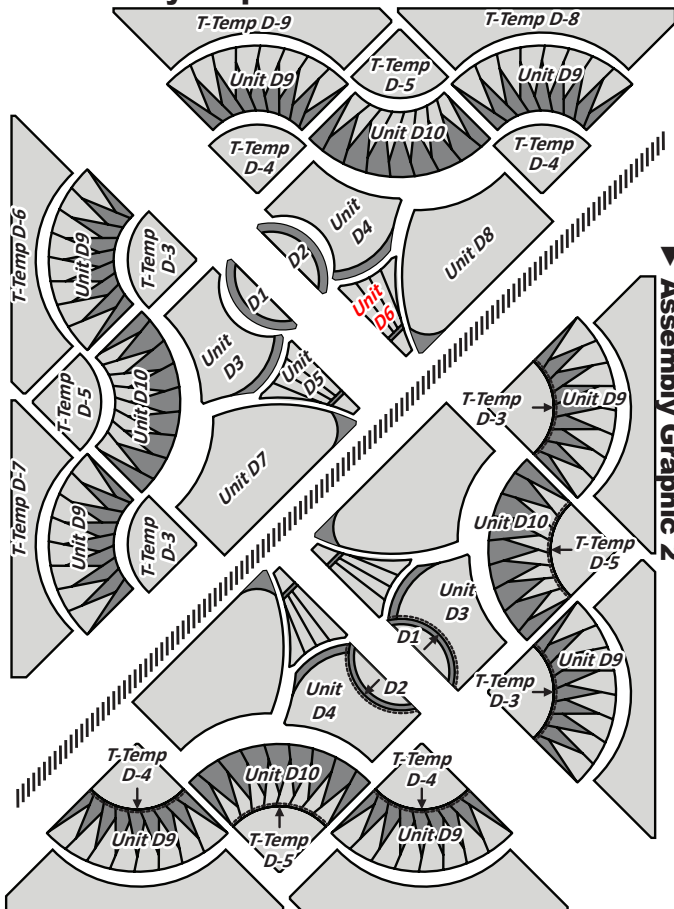 T-Temp D-9
T-Temp D-8
Unit D9
T-Temp
D-5
Unit D9
Unit D10
T-Temp
D-4
T-Temp
D-4
Unit
D4
D2
Unit D8
Unit
D6
T-Temp D-6
Unit D9
T-Temp
D-3
D1
Unit
D3
Unit
D5
T-Temp
D-5
Unit D10
Unit D7
T-Temp D-7
Unit D9
T-Temp
D-3
Assembly Graphic 2
T-Temp
D-3
Unit D9
Unit D10
T-Temp
D-5
Unit
D3
D1
T-Temp
D-3
Unit D9
D2
Unit
D4
T-Temp
D-4
Unit D10
T-Temp
D-4
Unit D9
T-Temp
D-5
Unit D9